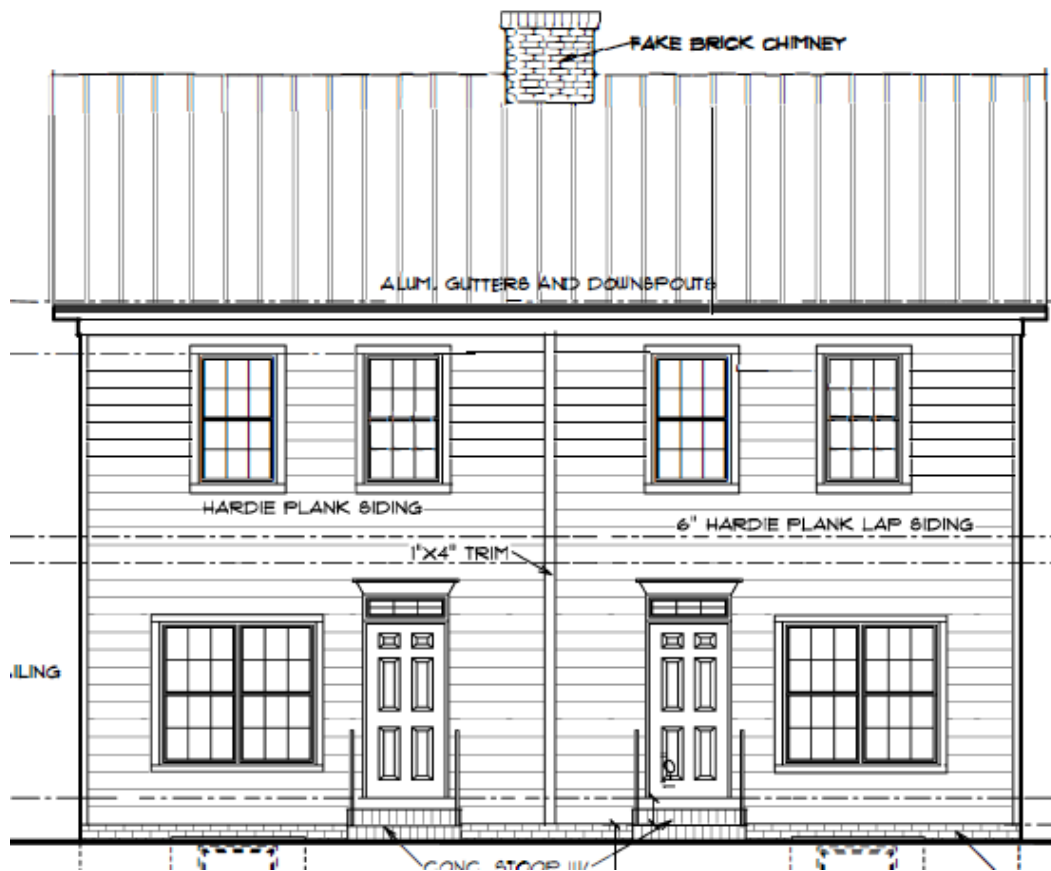 FAKE BRICK CHIMNEY
ALUM. GUTTERS AND DOWNSPOUTS
HARDIE PLANK SIDING
6" HARDIE PLANK LAP SIDING
1"X4" TRIM
AILING
CONC. STOOP W/